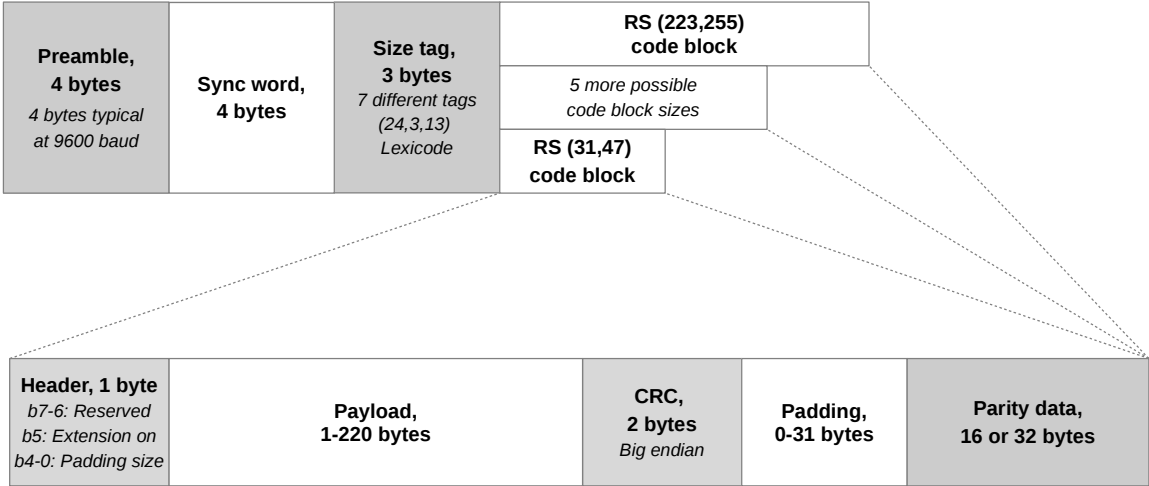 Preamble,
4 bytes
4 bytes typical
at 9600 baud
Sync word,
4 bytes
Size tag,
3 bytes
7 different tags
(24,3,13)
Lexicode
RS (223,255)
code block
5 more possible
code block sizes
RS (31,47)
code block
Header, 1 byte
b7-6: Reserved
b5: Extension on
b4-0: Padding size
Payload,
1-220 bytes
CRC,
2 bytes
Big endian
Padding,
0-31 bytes
Parity data,
16 or 32 bytes